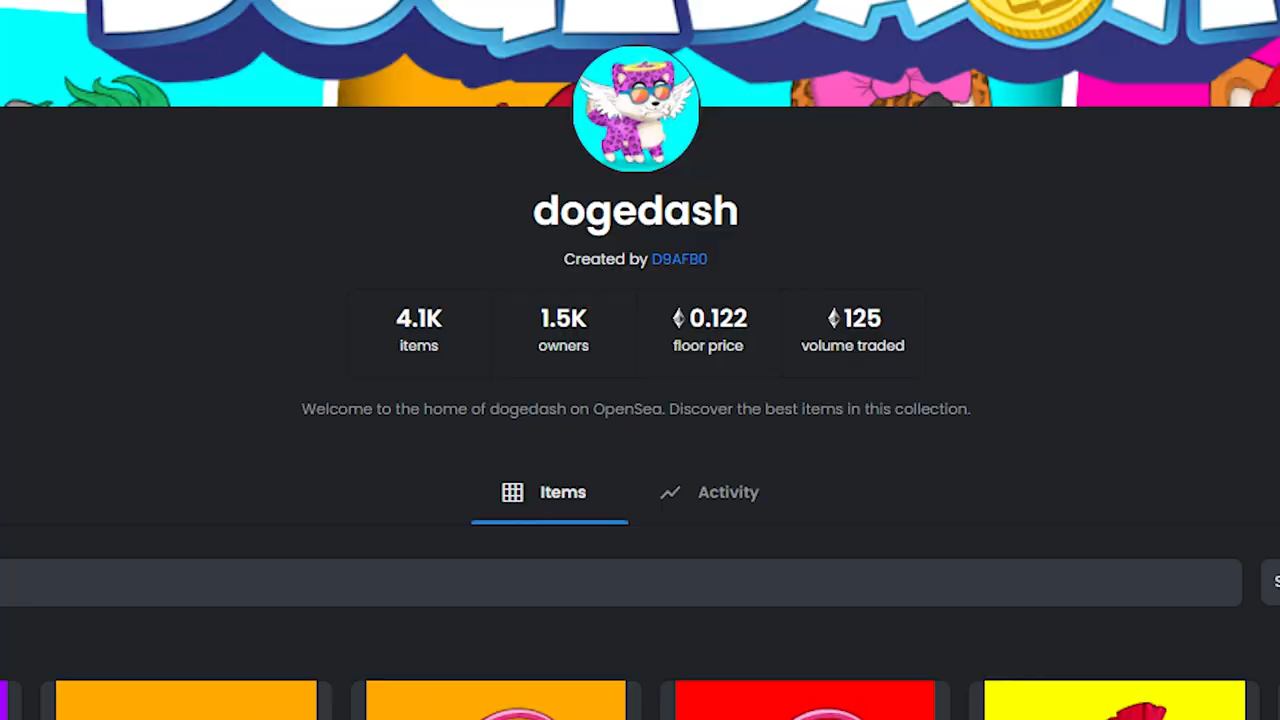 DOGEDASH
dogedash
Created by D9AFB0
4.1K
items
1.5K
owners
0.122
floor price
125
volume traded
Welcome to the home of dogedash on OpenSea. Discover the best items in this collection.
Items
Activity